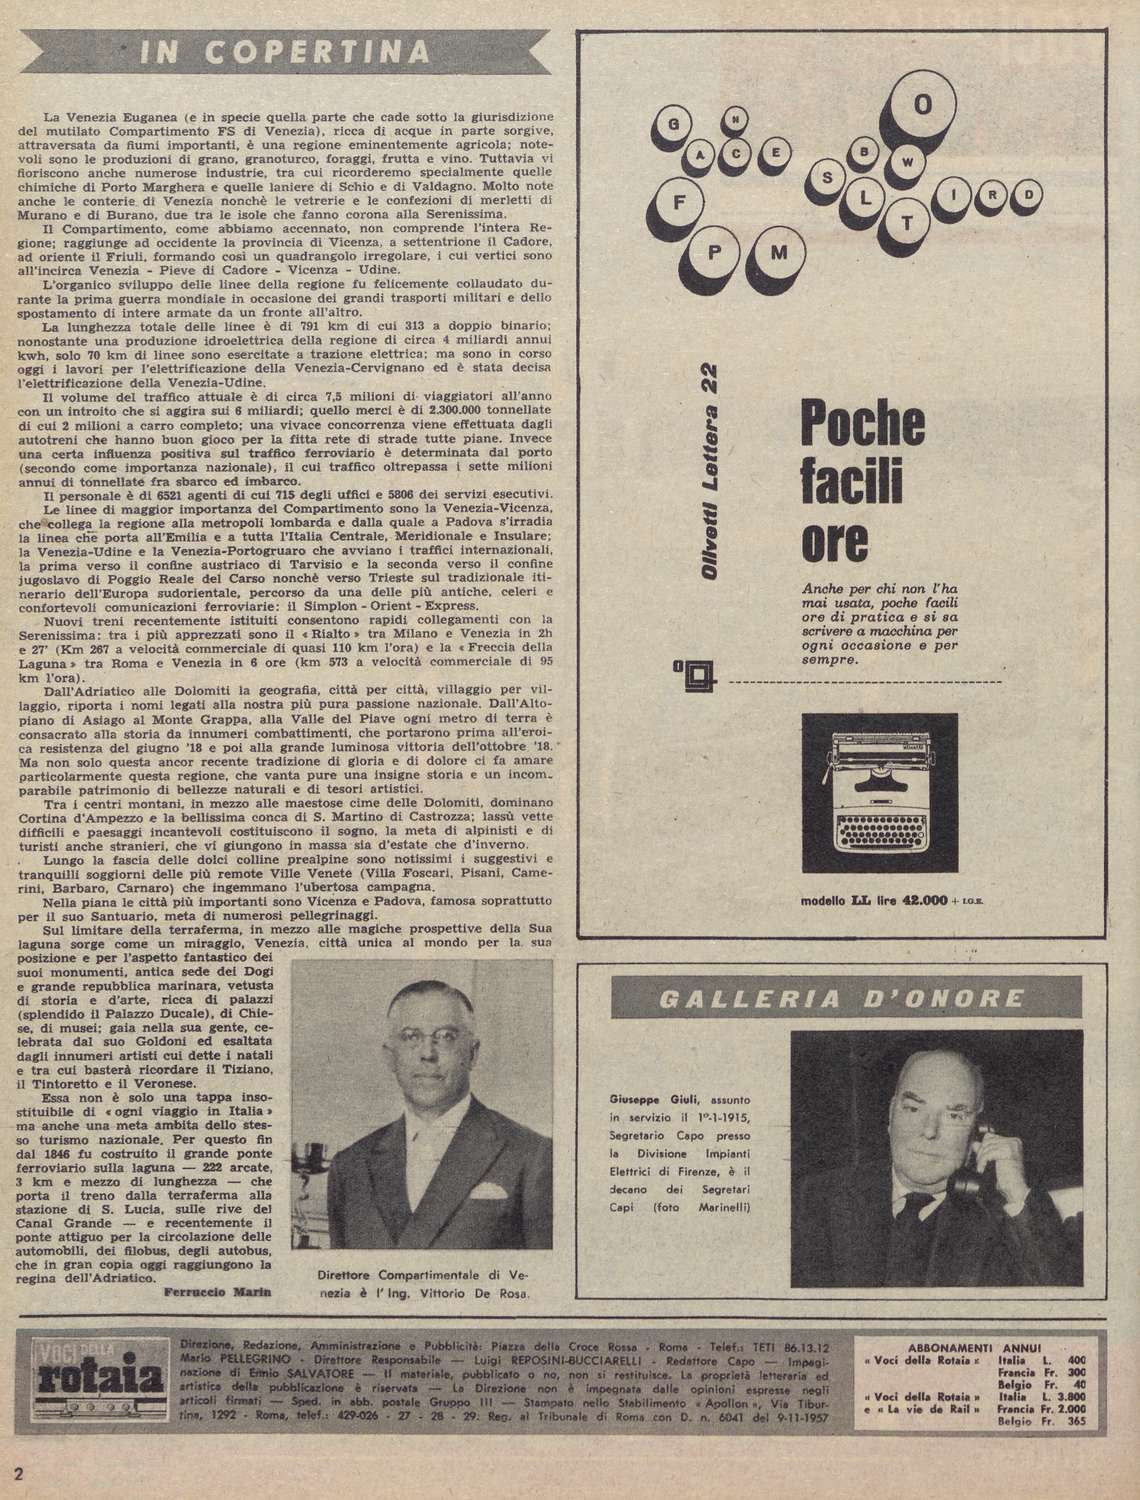 IN COPERTINA
La Venezia Euganea (e in specie quella parte che cade sotto la giurisdizione
del mutilato Compartimento FS di Venezia), ricca di acque in parte sorgive,
attraversata da fiumi importanti, è una regione eminentemente agricola; note-
voli sono le produzioni di grano, granoturco, foraggi, frutta e vino. Tuttavia vi
fioriscono anche numerose industrie, tra cui ricorderemo specialmente quelle
chimiche di Porto Marghera e quelle laniere di Schio e di Valdagno. Molto note
anche le conterie di Venezia nonchè le vetrerie e le confezioni di merletti di
Murano e di Burano, due tra le isole che fanno corona alla Serenissima.
Il Compartimento, come abbiamo accennato, non comprende l'intera Re-
gione; raggiunge ad occidente la provincia di Vicenza, a settentrione il Cadore,
ad oriente il Friuli, formando così un quadrangolo irregolare, i cui vertici sono
all'incirca Venezia - Pieve di Cadore - Vicenza - Udine.
L'organico sviluppo delle linee della regione fu felicemente collaudato du-
rante la prima guerra mondiale in occasione dei grandi trasporti militari e dello
spostamento di intere armate da un fronte all'altro.
La lunghezza totale delle linee è di 791 km di cui 313 a doppio binario;
nonostante una produzione idroelettrica della regione di circa 4 miliardi annui
kwh, solo 70 km di linee sono esercitate a trazione elettrica; ma sono in corso
oggi i lavori per l'elettrificazione della Venezia-Cervignano ed è stata decisa
l'elettrificazione della Venezia-Udine.
Il volume del traffico attuale è di circa 7,5 milioni di viaggiatori all'anno
con un introito che si aggira sui 6 miliardi; quello merci è di 2.300.000 tonnellate
di cui 2 milioni a carro completo; una vivace concorrenza viene effettuata dagli
autotreni che hanno buon gioco per la fitta rete di strade tutte piane. Invece
una certa influenza positiva sul traffico ferroviario è determinata dal porto
(secondo come importanza nazionale), il cui traffico oltrepassa i sette milioni
annui di tonnellate fra sbarco ed imbarco.
Il personale è di 6521 agenti di cui 715 degli uffici e 5806 dei servizi esecutivi.
Le linee di maggior importanza del Compartimento sono la Venezia-Vicenza,
che collega la regione alla metropoli lombarda e dalla quale a Padova s'irradia
la linea che porta all'Emilia e a tutta l'Italia Centrale, Meridionale e Insulare;
la Venezia-Udine e la Venezia-Portogruaro che avviano i traffici internazionali,
la prima verso il confine austriaco di Tarvisio e la seconda verso il confine
jugoslavo di Poggio Reale del Carso nonchè verso Trieste sul tradizionale iti-
nerario dell'Europa sudorientale, percorso da una delle più antiche, celeri e
confortevoli comunicazioni ferroviarie: il Simplon - Orient - Express.
Nuovi treni recentemente istituiti consentono rapidi collegamenti con la
Serenissima: tra i più apprezzati sono il « Rialto » tra Milano e Venezia in 2h
e 27' (Km 267 a velocità commerciale di quasi 110 km l'ora) e la « Freccia della
Laguna » tra Roma e Venezia in 6 ore (km 573 a velocità commerciale di 95
km l'ora).
Dall'Adriatico alle Dolomiti la geografia, città per città, villaggio per vil-
laggio, riporta i nomi legati alla nostra più pura passione nazionale. Dall'Alto-
piano di Asiago al Monte Grappa, alla Valle del Piave ogni metro di terra è
consacrato alla storia da innumeri combattimenti, che portarono prima all'eroi-
ca resistenza del giugno '18 e poi alla grande luminosa vittoria dell'ottobre '18.
Ma non solo questa ancor recente tradizione di gloria e di dolore ci fa amare
particolarmente questa regione, che vanta pure una insigne storia e un incom-
parabile patrimonio di bellezze naturali e di tesori artistici.
Tra i centri montani, in mezzo alle maestose cime delle Dolomiti, dominano
Cortina d'Ampezzo e la bellissima conca di S. Martino di Castrozza; lassù vette
difficili e paesaggi incantevoli costituiscono il sogno, la meta di alpinisti e di
turisti anche stranieri, che vi giungono in massa sia d'estate che d'inverno.
Lungo la fascia delle dolci colline prealpine sono notissimi i suggestivi e
tranquilli soggiorni delle più remote Ville Venete (Villa Foscari, Pisani, Came-
rini, Barbaro, Carnaro) che ingemmano l'ubertosa campagna.
Nella piana le città più importanti sono Vicenza e Padova, famosa soprattutto
per il suo Santuario, meta di numerosi pellegrinaggi.
Sul limitare della terraferma, in mezzo alle magiche prospettive della Sua
laguna sorge come un miraggio, Venezia, città unica al mondo per la sua
posizione e per l'aspetto fantastico dei
suoi monumenti, antica sede dei Dogi
e grande repubblica marinara, vetusta
di storia e d'arte, ricca di palazzi
(splendido il Palazzo Ducale), di Chie-
se, di musei; gaia nella sua gente, ce-
lebrata dal suo Goldoni ed esaltata
dagli innumeri artisti cui dette i natali
e tra cui basterà ricordare il Tiziano,
il Tintoretto e il Veronese.
Essa non è solo una tappa inso-
stituibile di « ogni viaggio in Italia »
ma anche una meta ambita dello stes-
so turismo nazionale. Per questo fin
dal 1846 fu costruito il grande ponte
ferroviario sulla laguna — 222 arcate,
3 km e mezzo di lunghezza — che
porta il treno dalla terraferma alla
stazione di S. Lucia, sulle rive del
Canal Grande — e recentemente il
ponte attiguo per la circolazione delle
automobili, dei filobus, degli autobus,
che in gran copia oggi raggiungono la
regina dell'Adriatico.
Ferruccio Marin
Direttore Compartimentale di Ve-
nezia è l'Ing. Vittorio De Rosa.
G N A C E F P M
O B W S L T I R D
Olivetti Lettera 22
Poche
facili
ore
Anche per chi non l'ha
mai usata, poche facili
ore di pratica e si sa
scrivere a macchina per
ogni occasione e per
sempre.
olivetti
modello LL lire 42.000 + I.G.E.
GALLERIA D'ONORE
Giuseppe Giuli, assunto
in servizio il 1°-1-1915,
Segretario Capo presso
la Divisione Impianti
Elettrici di Firenze, è il
decano dei Segretari
Capi (foto Marinelli)
VOCI DELLA
rotaia
Direzione, Redazione, Amministrazione e Pubblicità: Piazza della Croce Rossa - Roma - Telef.: TETI 86.13.12
Mario PELLEGRINO - Direttore Responsabile — Luigi REPOSINI-BUCCIARELLI - Redattore Capo — Impagi-
nazione di Ennio SALVATORE — Il materiale, pubblicato o no, non si restituisce. La proprietà letteraria ed
artistica della pubblicazione è riservata — La Direzione non è impegnata dalle opinioni espresse negli
articoli firmati — Sped. in abb. postale Gruppo III — Stampato nello Stabilimento « Apollon », Via Tibur-
tina, 1292 - Roma, telef.: 429-026 - 27 - 28 - 29: Reg. al Tribunale di Roma con D. n. 6041 del 9-11-1957
ABBONAMENTI ANNUI
« Voci della Rotaia » Italia L. 400
Francia Fr. 300
Belgio Fr. 40
« Voci della Rotaia » Italia L. 3.800
e « La vie de Rail » Francia Fr. 2.000
Belgio Fr. 365
2